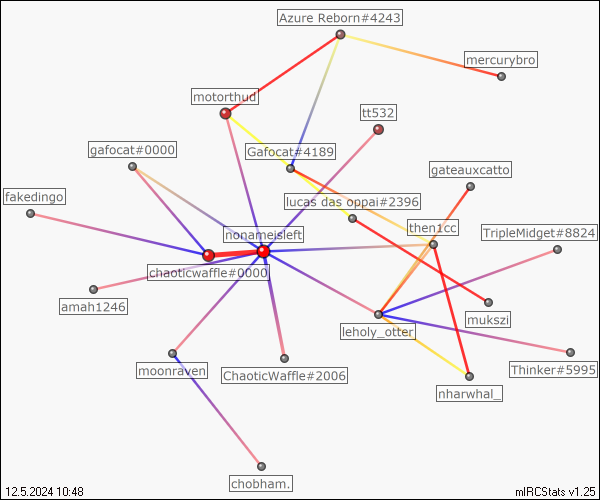 Azure Reborn#4243
mercurybro
motorthud
tt532
gafocat#0000
Gafocat#4189
gateauxcatto
fakedingo
lucas das oppai#2396
then1cc
TripleMidget#8824
nonameisleft
chaoticwaffle#0000
amah1246
mukszi
leholy_otter
moonraven
ChaoticWaffle#2006
Thinker#5995
nharwhal_
chobham.
12.5.2024 10:48
mIRCStats v1.25